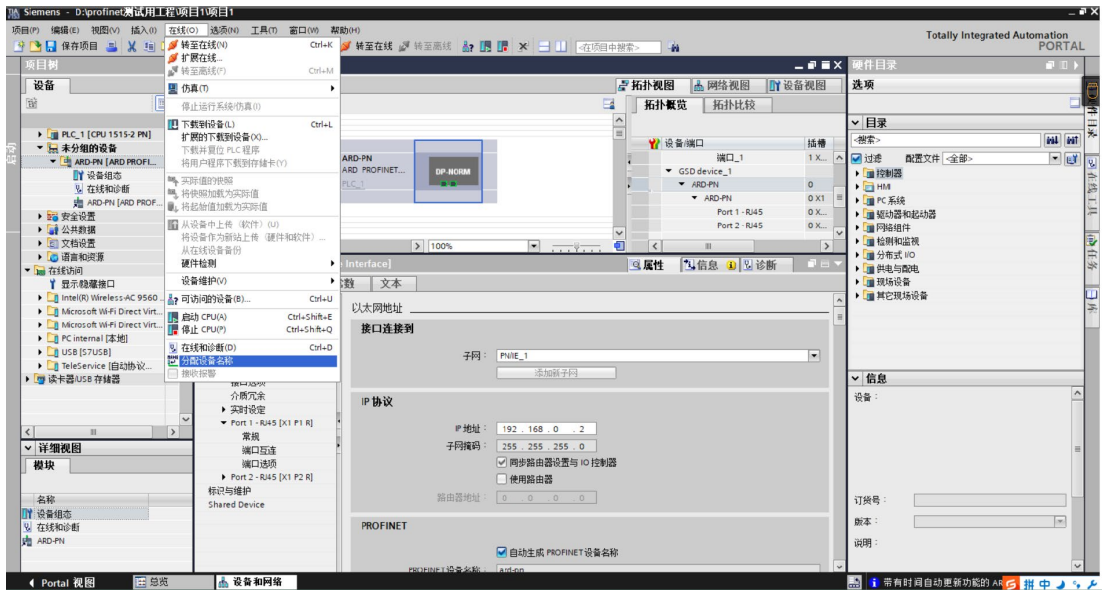 Siemens - D:\profinet测试用工程\项目1\项目1
项目(P) 编辑(E) 视图(V) 插入(I) 在线(O) 选项(N) 工具(T) 窗口(W) 帮助(H)
Totally Integrated Automation
PORTAL
保存项目
转至在线 转至离线 <在项目中搜索>
转至在线(N) Ctrl+K
扩展在线...
转至离线(F) Ctrl+M
仿真(T)
停止运行系统/仿真(I)
下载到设备(L) Ctrl+L
扩展的下载到设备(X)...
下载并复位 PLC 程序
将用户程序下载到存储卡(Y)
实际值的快照
将快照加载为实际值
将起始值加载为实际值
从设备中上传（软件）(U)
将设备作为新站上传（硬件和软件）...
从在线设备备份
硬件检测
设备维护(V)
可访问的设备(B)... Ctrl+U
启动 CPU(A) Ctrl+Shift+E
停止 CPU(P) Ctrl+Shift+Q
在线和诊断(D) Ctrl+D
分配设备名称
接收报警
项目树
设备
PLC_1 [CPU 1515-2 PN]
未分组的设备
ARD-PN [ARD PROFI...
设备组态
在线和诊断
ARD-PN [ARD PROF...
安全设置
公共数据
文档设置
语言和资源
在线访问
显示/隐藏接口
Intel(R) Wireless-AC 9560 ...
Microsoft Wi-Fi Direct Virt...
Microsoft Wi-Fi Direct Virt...
PC internal [本地]
USB [S7USB]
TeleService [自动协议...
读卡器/USB 存储器
详细视图
模块
名称
设备组态
在线和诊断
ARD-PN
拓扑视图 网络视图 设备视图
拓扑概览 拓扑比较
ARD-PN
ARD PROFINET...
PLC_1
DP-NORM
100%
设备/端口 插槽
端口_1 1 X...
GSD device_1
ARD-PN 0
ARD-PN 0 X1
Port 1 - RJ45 0 X...
Port 2 - RJ45 0 X...
Interface]
属性 信息 诊断
数 文本
介质冗余
实时设定
Port 1 - RJ45 [X1 P1 R]
常规
端口互连
端口选项
Port 2 - RJ45 [X1 P2 R]
标识与维护
Shared Device
以太网地址
接口连接到
子网： PN/IE_1
添加新子网
IP 协议
IP 地址： 192 . 168 . 0 . 2
子网掩码： 255 . 255 . 255 . 0
同步路由器设置与 IO 控制器
使用路由器
路由器地址： 0 . 0 . 0 . 0
PROFINET
自动生成 PROFINET 设备名称
PROFINET 设备名称： ard-pn
硬件目录
选项
目录
<搜索>
过滤 配置文件 <全部>
控制器
HMI
PC 系统
驱动器和起动器
网络组件
检测和监视
分布式 I/O
供电与配电
现场设备
其它现场设备
信息
设备：
订货号：
版本：
说明：
件目录
在线工具
任务
库
Portal 视图 总览 设备和网络
带有时间自动更新功能的 AR
拼 中